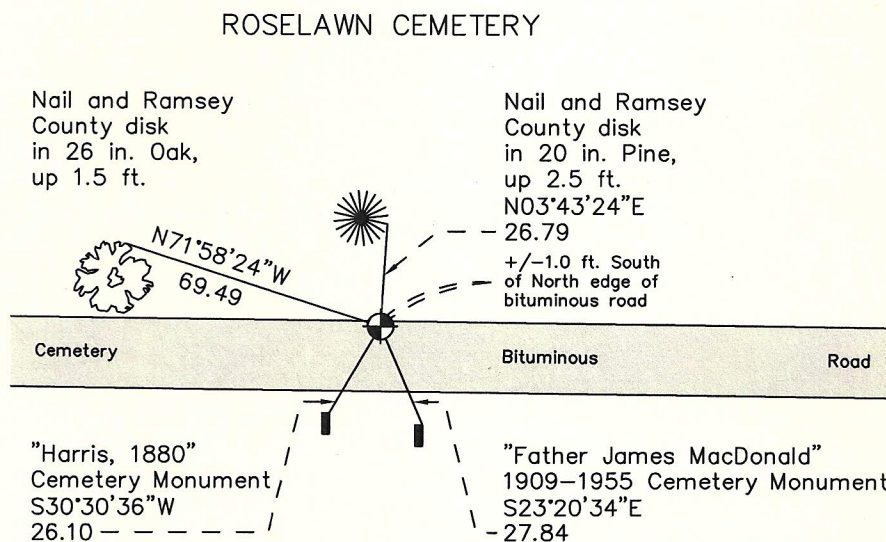 ROSELAWN CEMETERY
Nail and Ramsey
County disk
in 26 in. Oak,
up 1.5 ft.
Nail and Ramsey
County disk
in 20 in. Pine,
up 2.5 ft.
N03°43'24"E
26.79
N71°58'24"W
69.49
+/-1.0 ft. South
of North edge of
bituminous road
Cemetery
Bituminous
Road
"Harris, 1880"
Cemetery Monument
S30°30'36"W
26.10
"Father James MacDonald"
1909-1955 Cemetery Monument
S23°20'34"E
27.84